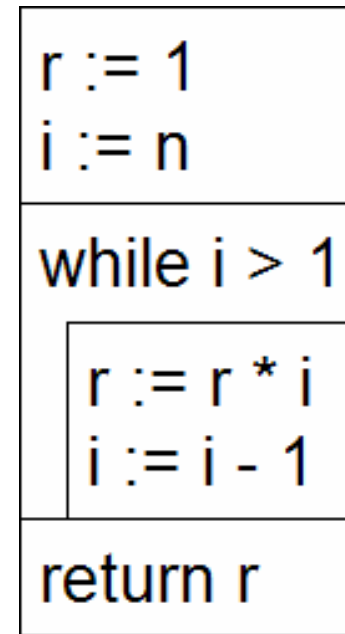 r := 1
i := n
while i > 1
r := r * i
i := i - 1
return r